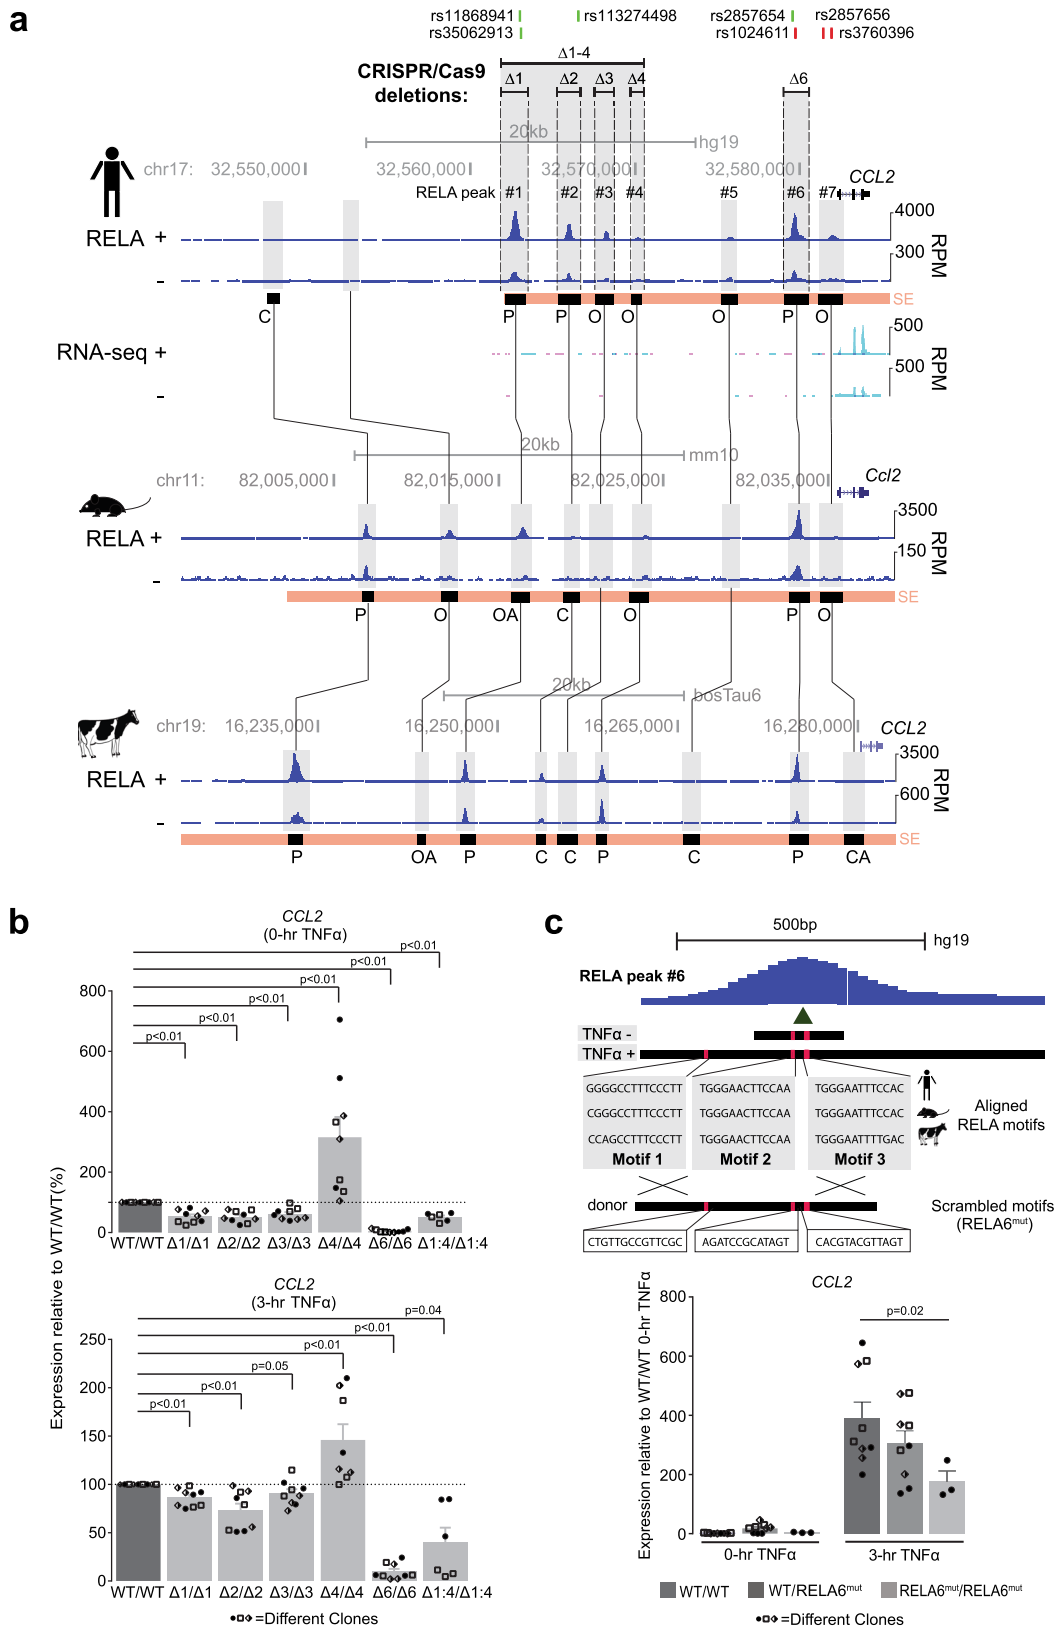 a
rs11868941 rs113274498 rs2857654 rs2857656
rs35062913 rs1024611 rs3760396
Δ1-4
CRISPR/Cas9
deletions:
Δ1 Δ2 Δ3 Δ4 Δ6
20kb hg19
chr17: 32,550,000 32,560,000 32,570,000 32,580,000
CCL2
RELA peak #1 #2 #3 #4 #5 #6 #7
4000
RELA +
300
RPM
-
SE
C P P O O O P O
500
RNA-seq +
500
RPM
-
20kb mm10
chr11: 82,005,000 82,015,000 82,025,000 82,035,000
Ccl2
3500
RELA +
150
RPM
-
SE
P O OA C O P O
20kb bosTau6
chr19: 16,235,000 16,250,000 16,265,000 16,280,000
CCL2
3500
RELA +
600
RPM
-
SE
P OA P C C P C P CA
b
CCL2
(0-hr TNFα)
p<0.01
p<0.01
p<0.01
p<0.01
p<0.01
p<0.01
800
600
400
200
100
0
WT/WT Δ1/Δ1 Δ2/Δ2 Δ3/Δ3 Δ4/Δ4 Δ6/Δ6 Δ1:4/Δ1:4
Expression relative to WT/WT(%)
CCL2
(3-hr TNFα)
p=0.04
p<0.01
p<0.01
p=0.05
p<0.01
p<0.01
250
200
150
100
50
0
WT/WT Δ1/Δ1 Δ2/Δ2 Δ3/Δ3 Δ4/Δ4 Δ6/Δ6 Δ1:4/Δ1:4
=Different Clones
c
500bp
hg19
RELA peak #6
TNFα -
TNFα +
GGGGCCTTTCCCTT TGGGAACTTCCAA TGGGAATTTCCAC
CGGGCCTTTCCCTT TGGGAACTTCCAA TGGGAATTTCCAC
CCAGCCTTTCCCTT TGGGAACTTCCAA TGGGAATTTTGAC
Motif 1 Motif 2 Motif 3
Aligned
RELA motifs
donor
Scrambled motifs
(RELA6mut)
CTGTTGCCGTTCGC AGATCCGCATAGT CACGTACGTTAGT
CCL2
Expression relative to WT/WT 0-hr TNFα
800
600
400
200
0
p=0.02
0-hr TNFα 3-hr TNFα
WT/WT WT/RELA6mut RELA6mut/RELA6mut
=Different Clones